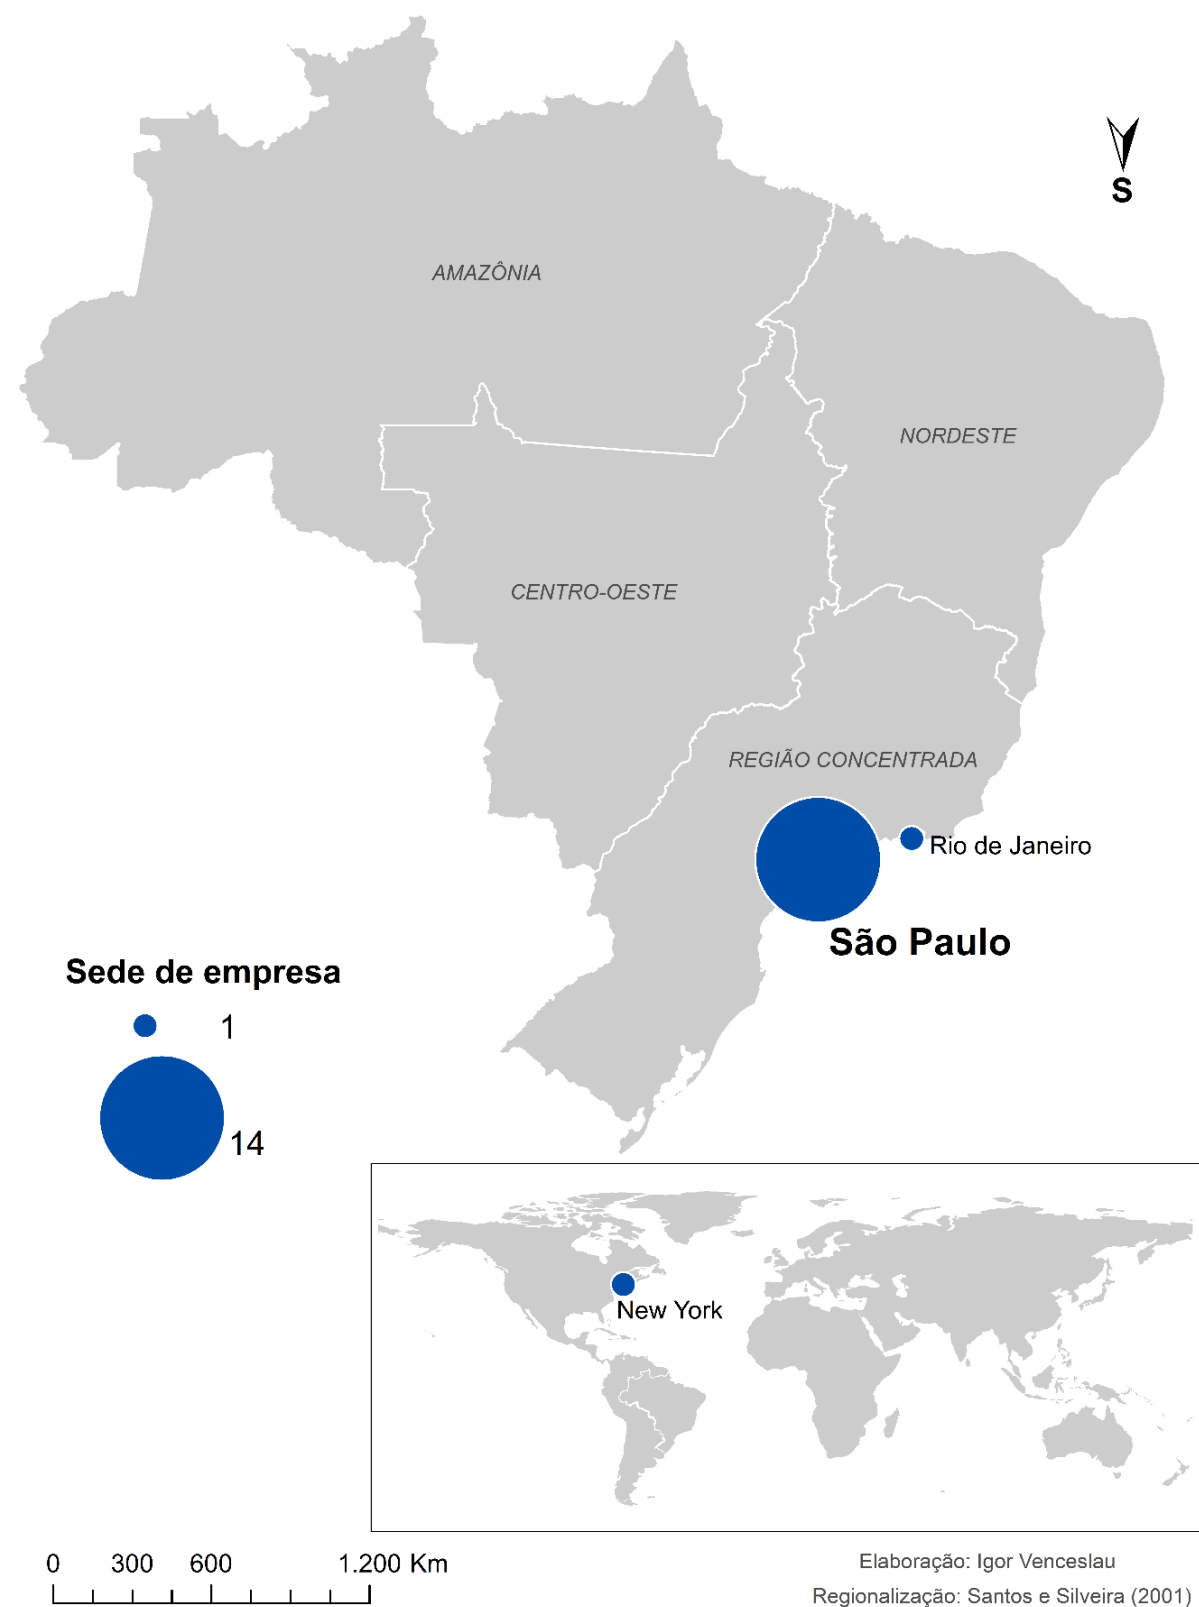 S
AMAZÔNIA
NORDESTE
CENTRO-OESTE
REGIÃO CONCENTRADA
Rio de Janeiro
São Paulo
Sede de empresa
1
14
New York
0 300 600 1.200 Km
Elaboração: Igor Venceslau
Regionalização: Santos e Silveira (2001)